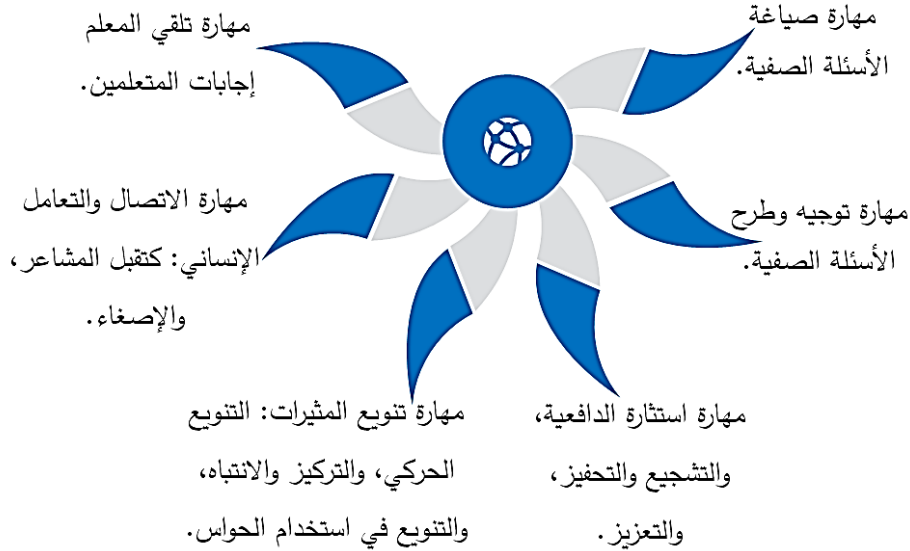 مهارة صياغة
الأسئلة الصفية.
مهارة توجيه وطرح
الأسئلة الصفية.
مهارة استثارة الدافعية،
والتشجيع والتحفيز،
والتعزيز.
مهارة تنويع المثيرات: التنويع
الحركي، والتركيز والانتباه،
والتنويع في استخدام الحواس.
مهارة الاتصال والتعامل
الإنساني: كتقبل المشاعر،
والإصغاء.
مهارة تلقي المعلم
إجابات المتعلمين.